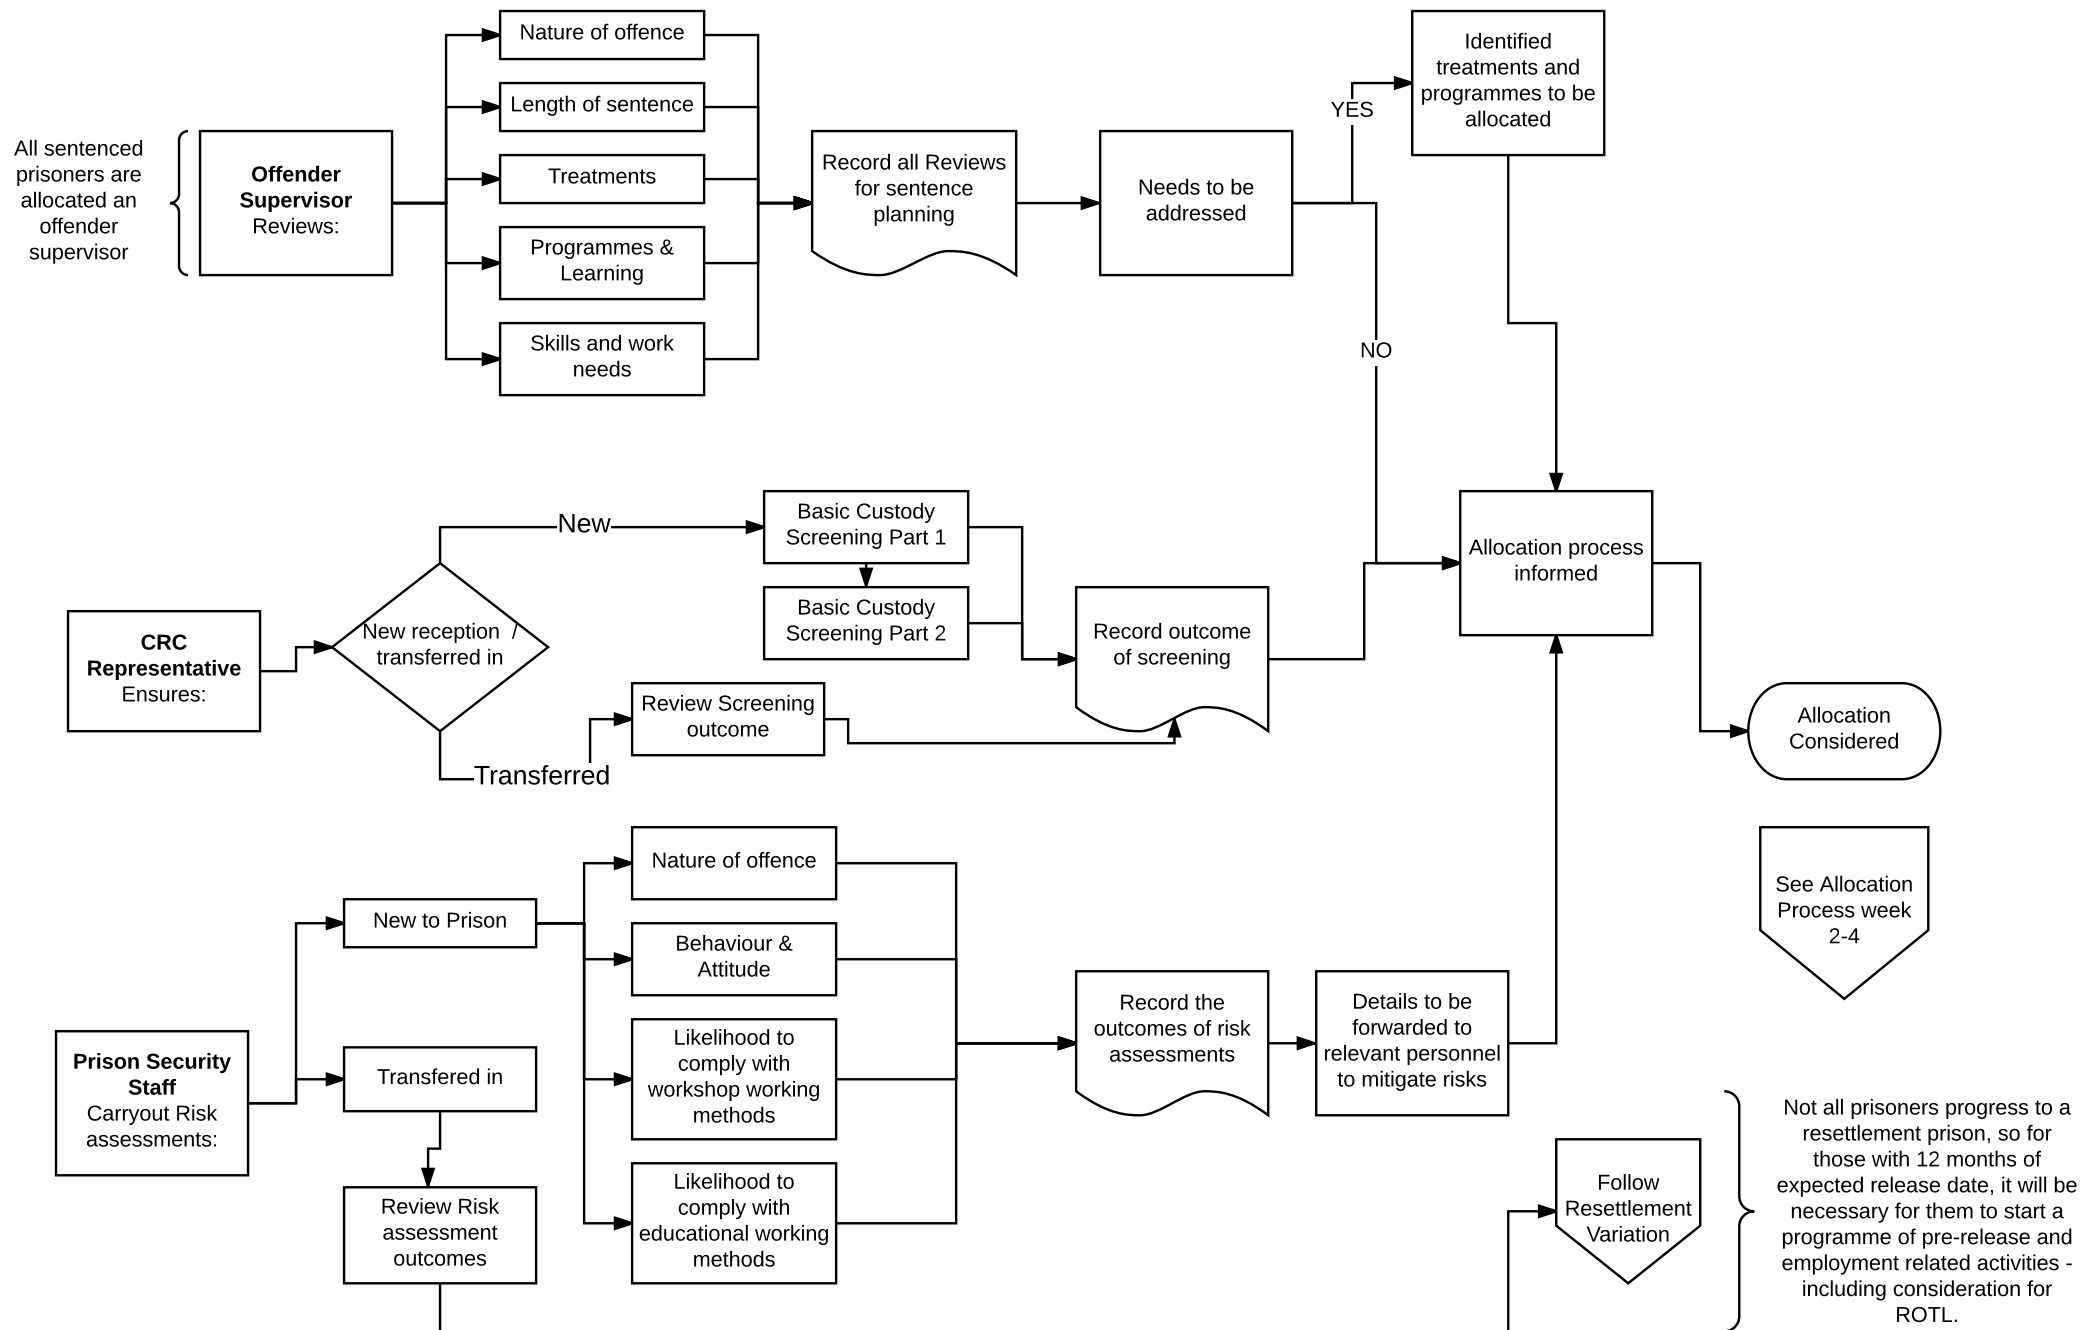 All sentenced
prisoners are
allocated an
offender
supervisor
Offender
Supervisor
Reviews:
Nature of offence
Length of sentence
Treatments
Programmes &
Learning
Skills and work
needs
Record all Reviews
for sentence
planning
Needs to be
addressed
YES
NO
Identified
treatments and
programmes to be
allocated
CRC
Representative
Ensures:
New reception /
transferred in
New
Transferred
Basic Custody
Screening Part 1
Basic Custody
Screening Part 2
Review Screening
outcome
Record outcome
of screening
Allocation process
informed
Allocation
Considered
See Allocation
Process week
2-4
Prison Security
Staff
Carryout Risk
assessments:
New to Prison
Transfered in
Review Risk
assessment
outcomes
Nature of offence
Behaviour &
Attitude
Likelihood to
comply with
workshop working
methods
Likelihood to
comply with
educational working
methods
Record the
outcomes of risk
assessments
Details to be
forwarded to
relevant personnel
to mitigate risks
Follow
Resettlement
Variation
Not all prisoners progress to a
resettlement prison, so for
those with 12 months of
expected release date, it will be
necessary for them to start a
programme of pre-release and
employment related activities -
including consideration for
ROTL.